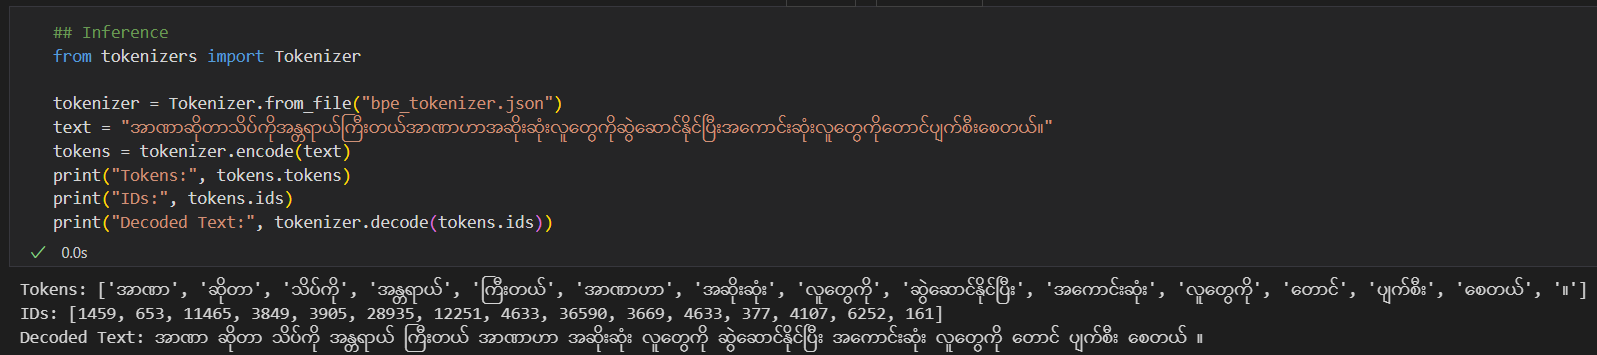 ## Inference
from tokenizers import Tokenizer
tokenizer = Tokenizer.from_file("bpe_tokenizer.json")
text = "အာဏာဆိုတာသိပ်ကိုအန္တရာယ်ကြီးတယ်အာဏာဟာအဆိုးဆုံးလူတွေကိုဆွဲဆောင်နိုင်ပြီးအကောင်းဆုံးလူတွေကိုတောင်ပျက်စီးစေတယ်။"
tokens = tokenizer.encode(text)
print("Tokens:", tokens.tokens)
print("IDs:", tokens.ids)
print("Decoded Text:", tokenizer.decode(tokens.ids))
0.0s
Tokens: ['အာဏာ', 'ဆိုတာ', 'သိပ်ကို', 'အန္တရာယ်', 'ကြီးတယ်', 'အာဏာဟာ', 'အဆိုးဆုံး', 'လူတွေကို', 'ဆွဲဆောင်နိုင်ပြီး', 'အကောင်းဆုံး', 'လူတွေကို', 'တောင်', 'ပျက်စီး', 'စေတယ်', '။']
IDs: [1459, 653, 11465, 3849, 3905, 28935, 12251, 4633, 36590, 3669, 4633, 377, 4107, 6252, 161]
Decoded Text: အာဏာ ဆိုတာ သိပ်ကို အန္တရာယ် ကြီးတယ် အာဏာဟာ အဆိုးဆုံး လူတွေကို ဆွဲဆောင်နိုင်ပြီး အကောင်းဆုံး လူတွေကို တောင် ပျက်စီး စေတယ် ။